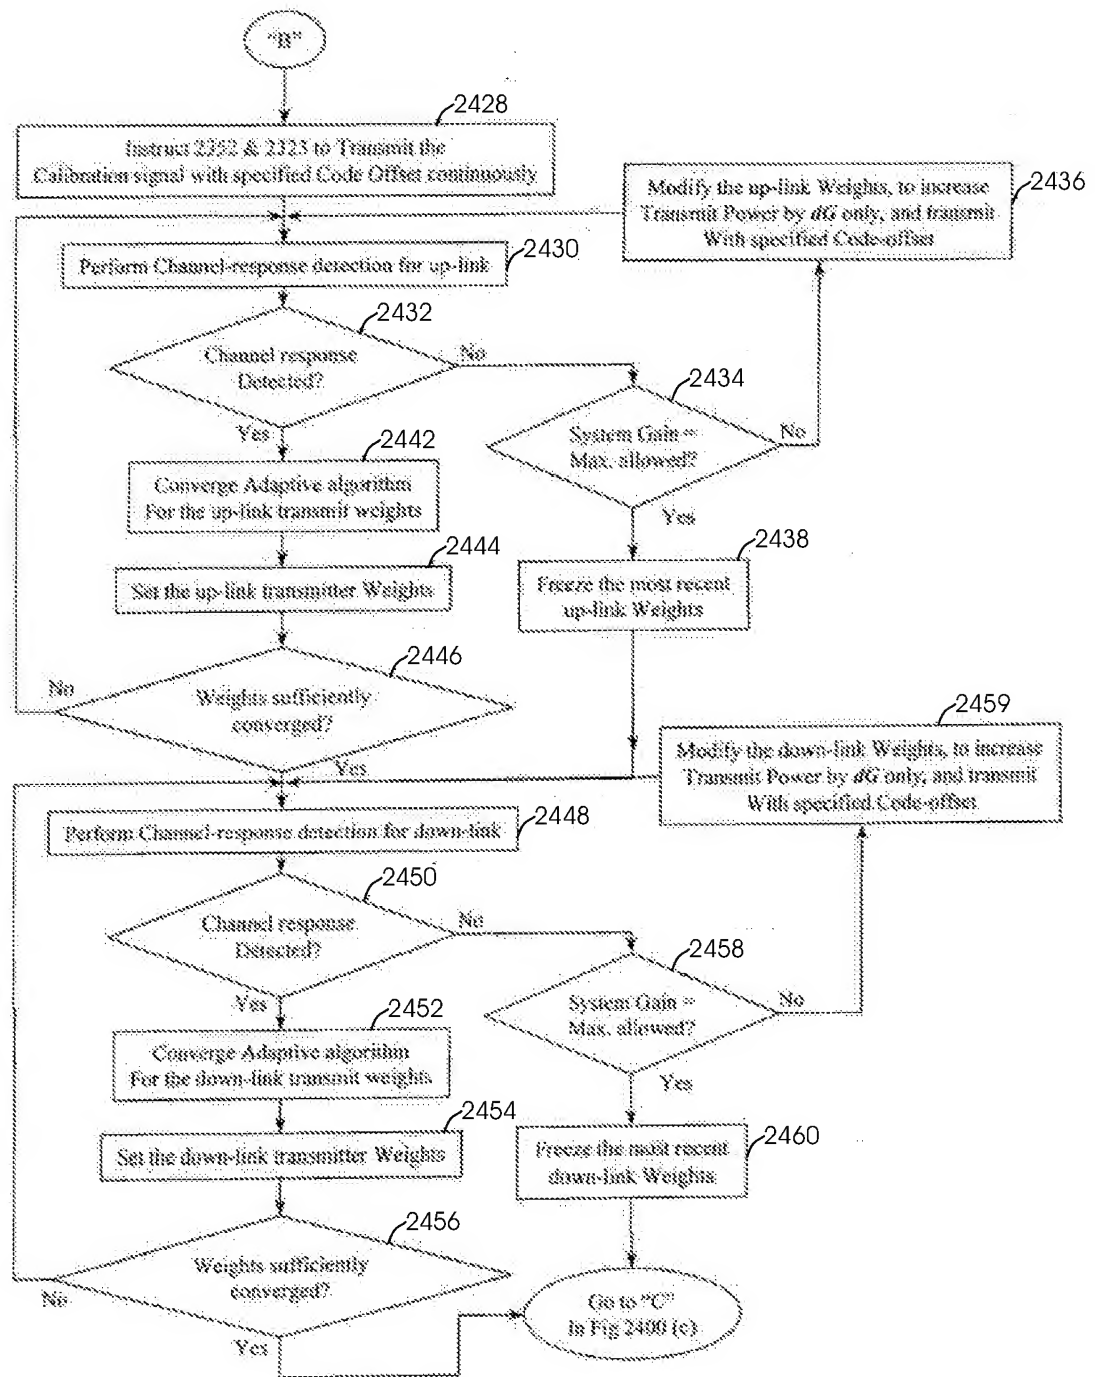 "B"
2428
Instruct 2352 & 2323 to Transmit the
Calibration signal with specified Code Offset continuously
Modify the up-link Weights, to increase
Transmit Power by dG only, and transmit
With specified Code-offset
2436
Perform Channel-response detection for up-link
2430
2432
Channel response
Detected?
No
2434
System Gain =
Max. allowed?
No
Yes
2442
Converge Adaptive algorithm
For the up-link transmit weights
Yes
2444
Set the up-link transmitter Weights
2438
Freeze the most recent
up-link Weights
2446
No
Weights sufficiently
converged?
Yes
2459
Modify the down-link Weights, to increase
Transmit Power by dG only, and transmit
With specified Code-offset
Perform Channel-response detection for down-link
2448
2450
Channel response
Detected?
No
2458
System Gain =
Max. allowed?
No
Yes
2452
Converge Adaptive algorithm
For the down-link transmit weights
Yes
2454
Set the down-link transmitter Weights
Freeze the most recent
down-link Weights
2460
2456
Weights sufficiently
converged?
No
Yes
Go to "C"
in Fig 2400 (c)